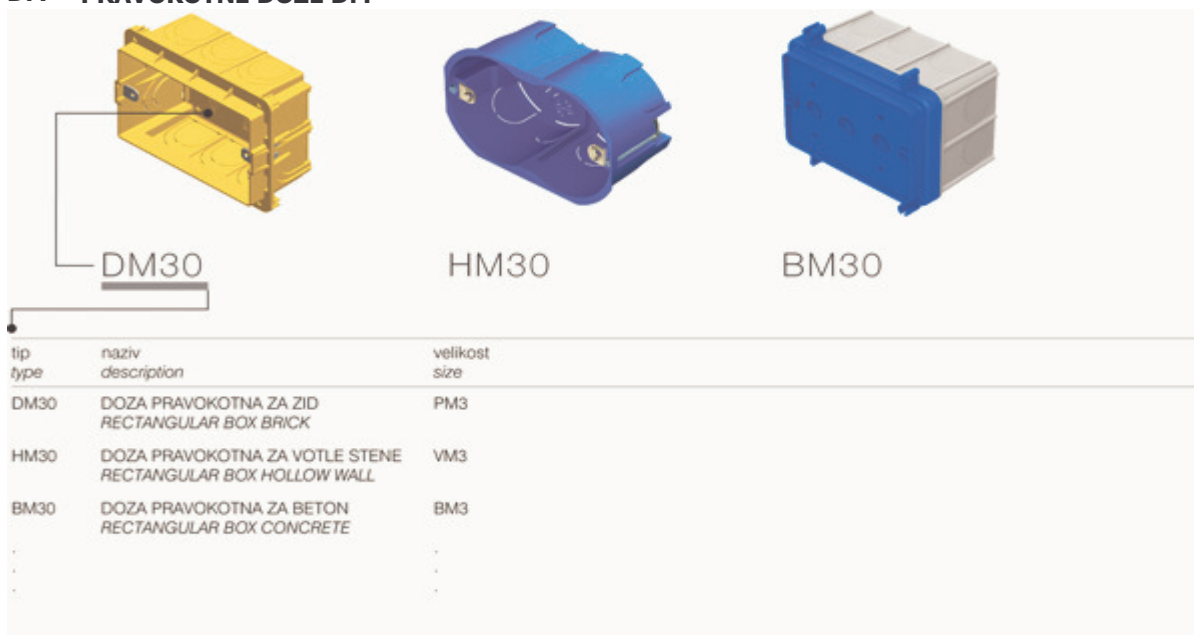 DM30 HM30 BM30
tip naziv velikost
type description size
DM30 DOZA PRAVOKOTNA ZA ZID PM3
RECTANGULAR BOX BRICK
HM30 DOZA PRAVOKOTNA ZA VOTLE STENE VM3
RECTANGULAR BOX HOLLOW WALL
BM30 DOZA PRAVOKOTNA ZA BETON BM3
RECTANGULAR BOX CONCRETE
. .
. .
. .